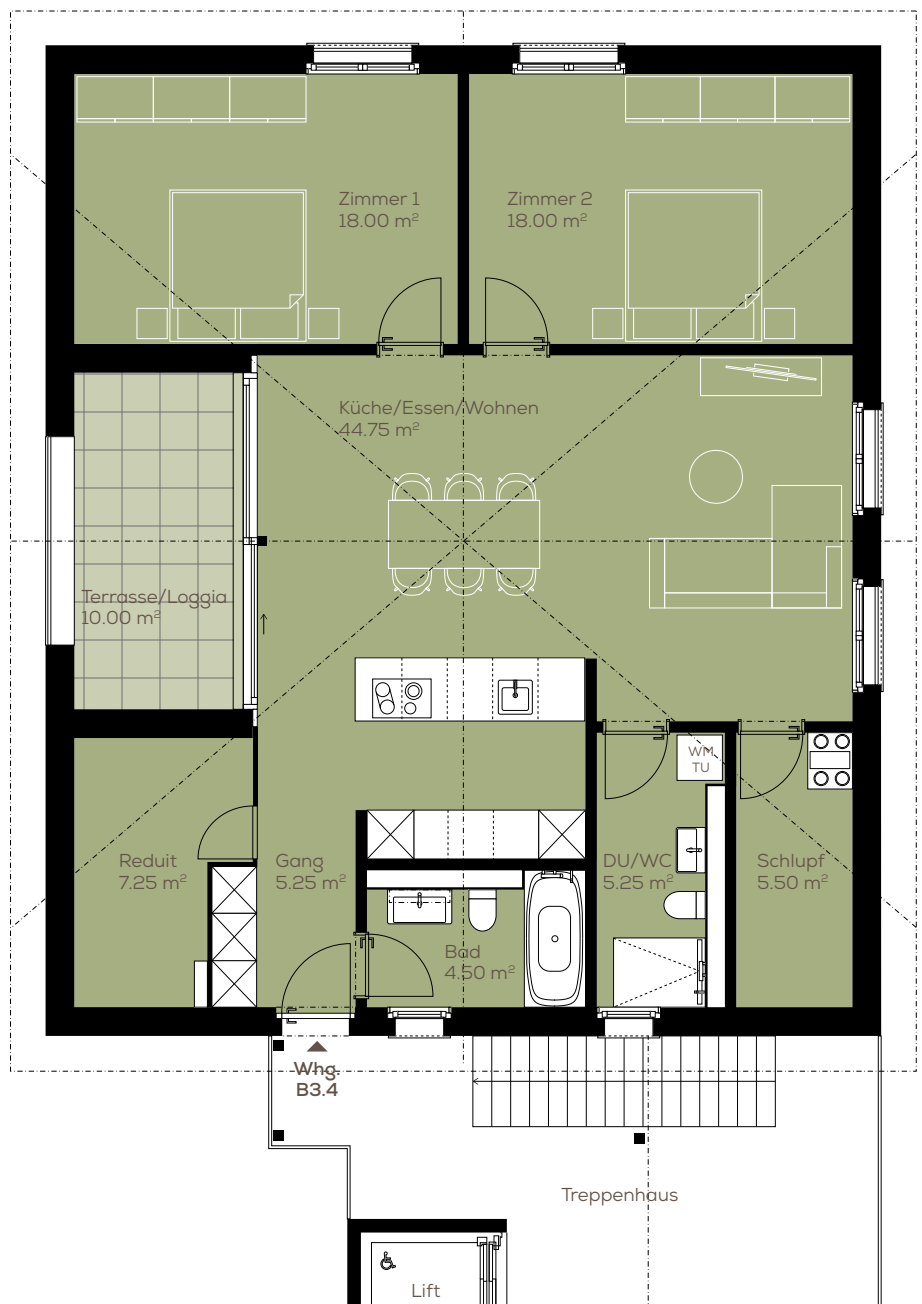 Zimmer 1
18.00 m²
Zimmer 2
18.00 m²
Küche/Essen/Wohnen
44.75 m²
Terrasse/Loggia
10.00 m²
WM
TU
Reduit
7.25 m²
Gang
5.25 m²
DU/WC
5.25 m²
Schlupf
5.50 m²
Bad
4.50 m²
Whg.
B3.4
Treppenhaus
Lift